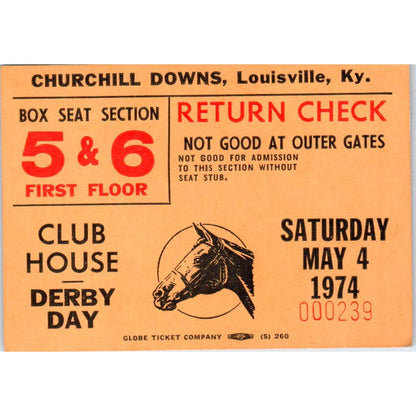 CHURCHILL DOWNS, Louisville, Ky.
BOX SEAT SECTION
5 & 6
FIRST FLOOR
RETURN CHECK
NOT GOOD AT OUTER GATES
NOT GOOD FOR ADMISSION
TO THIS SECTION WITHOUT
SEAT STUB.
CLUB
HOUSE
DERBY
DAY
SATURDAY
MAY 4
1974
000239
GLOBE TICKET COMPANY (S) 260